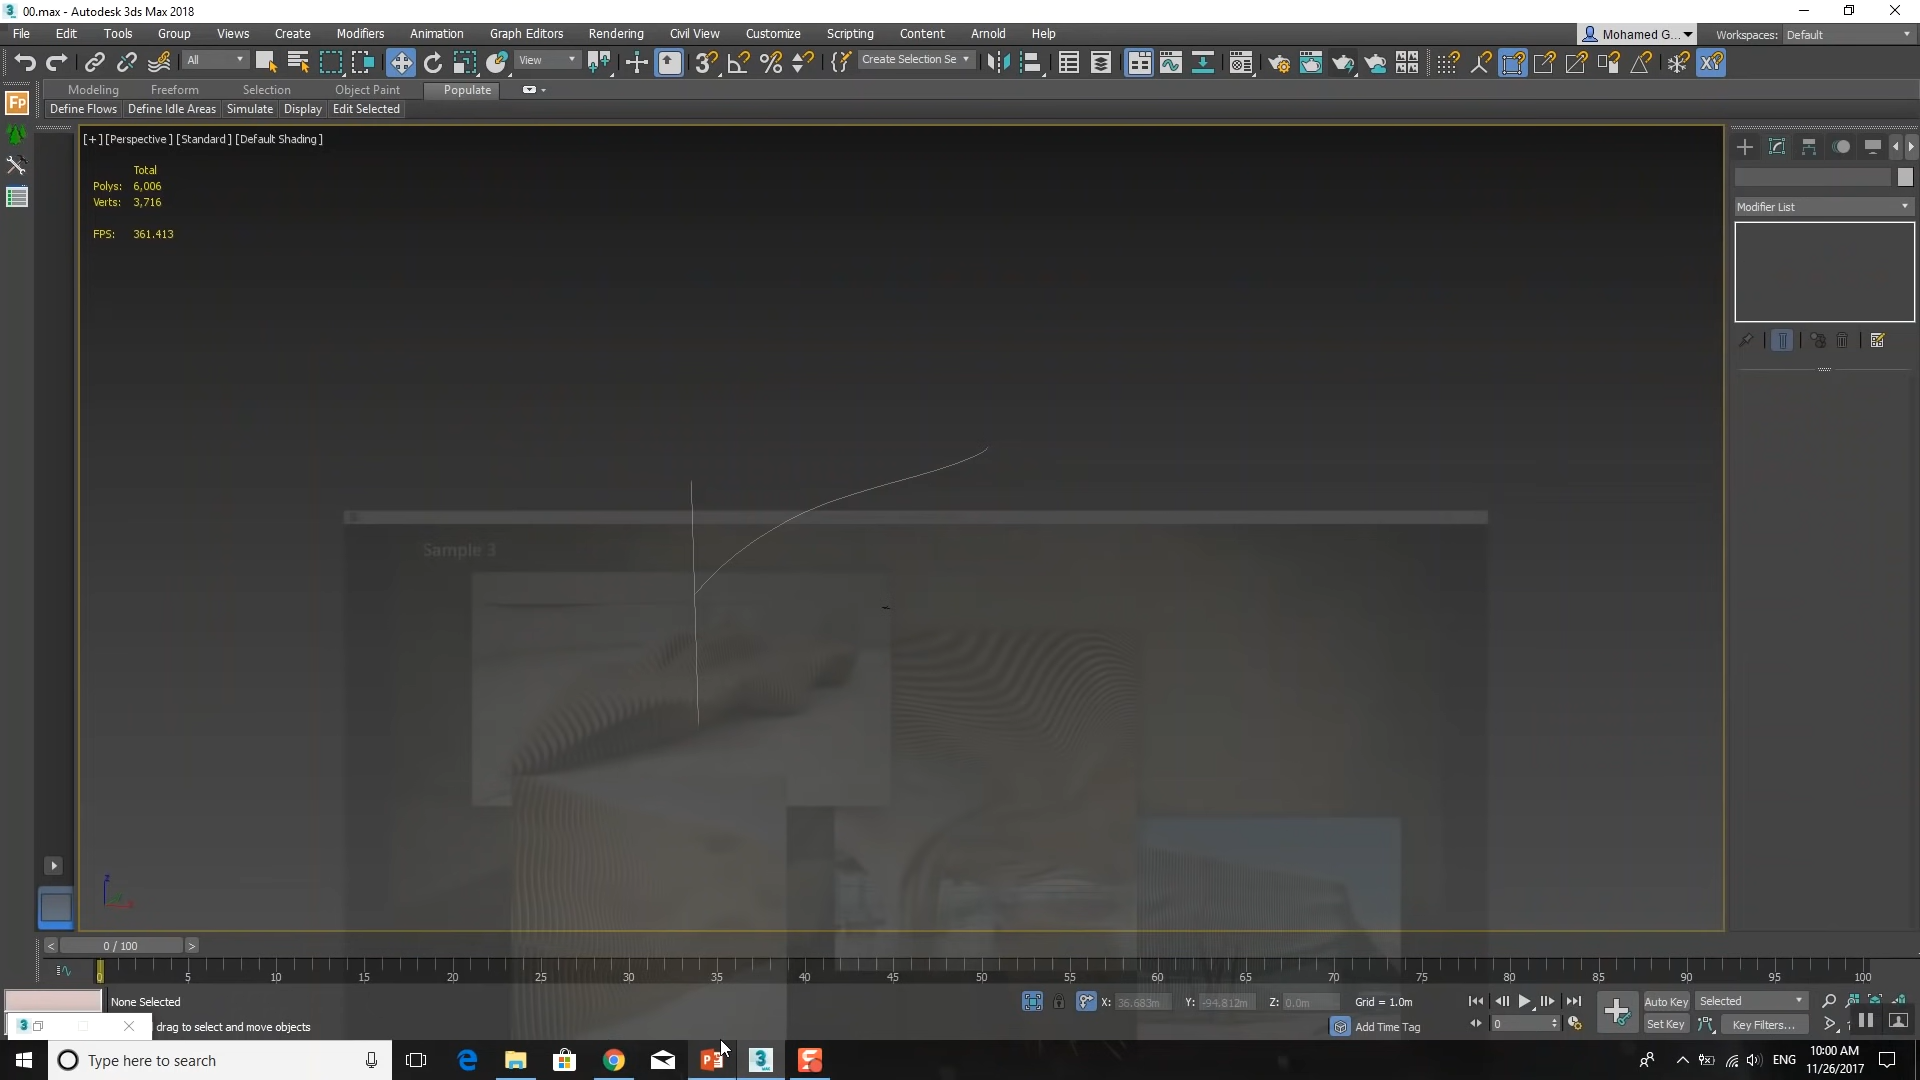 00.max - Autodesk 3ds Max 2018
File Edit Tools Group Views Create Modifiers Animation Graph Editors Rendering Civil View Customize Scripting Content Arnold Help
Mohamed G... Workspaces: Default
All View Create Selection Se
Modeling Freeform Selection Object Paint Populate
Define Flows Define Idle Areas Simulate Display Edit Selected
[+] [Perspective] [Standard] [Default Shading]
Total
Polys: 6,006
Verts: 3,716
FPS: 361.413
Modifier List
Sample 3
0 / 100
0 5 10 15 20 25 30 35 40 45 50 55 60 65 70 75 80 85 90 95 100
None Selected
X: 36.683m Y: -94.812m Z: 0.0m Grid = 1.0m
Auto Key Selected
drag to select and move objects
Add Time Tag
0
Set Key Key Filters...
Type here to search
ENG
10:00 AM
11/26/2017